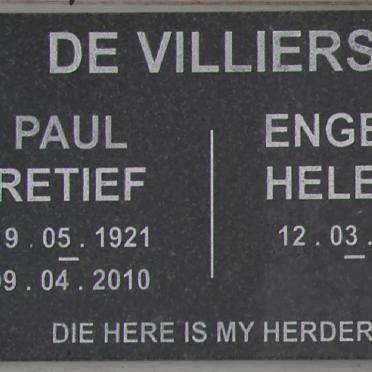 DE VILLIERS
PAUL
RETIEF
9.05.1921
09.04.2010
ENGE
HELE
12.03.
DIE HERE IS MY HERDER